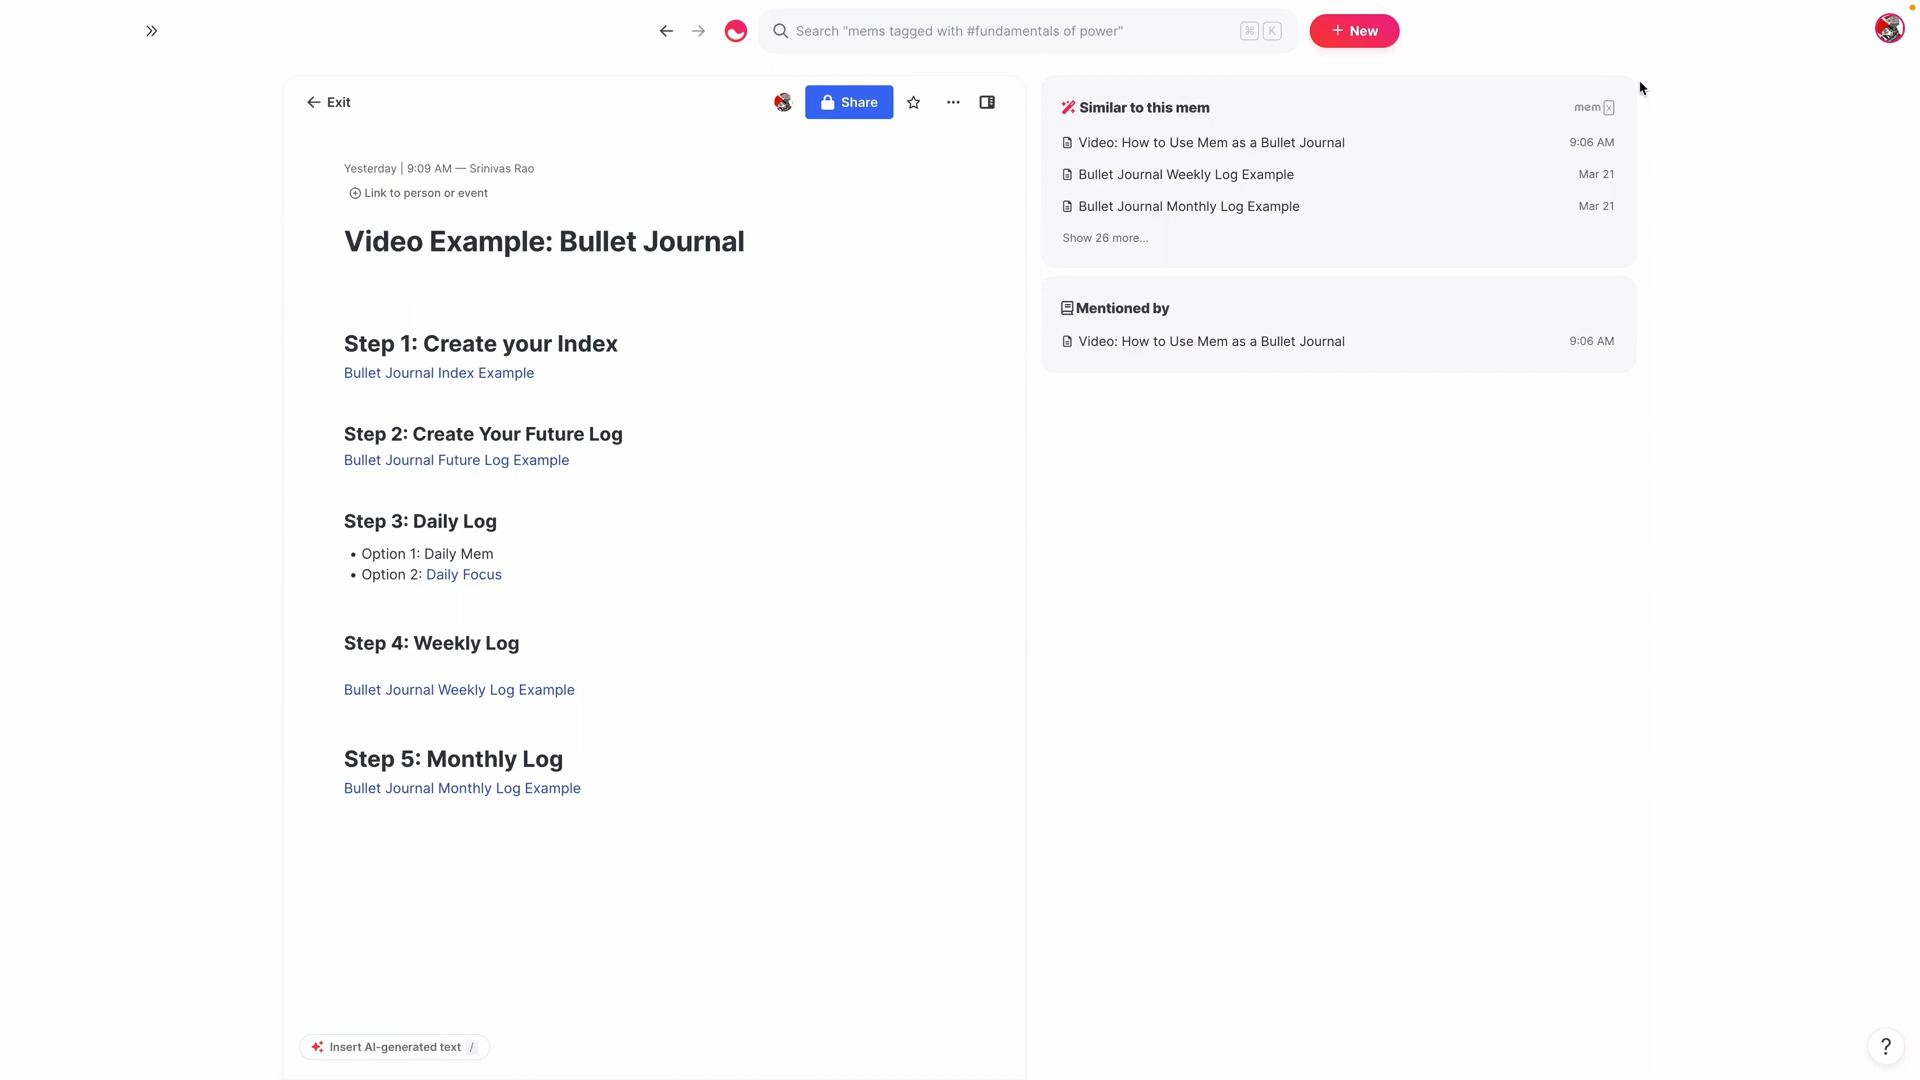 Search "mems tagged with #fundamentals of power" ⌘ K
+ New
Exit
Share
Yesterday | 9:09 AM — Srinivas Rao
Link to person or event
Video Example: Bullet Journal
Step 1: Create your Index
Bullet Journal Index Example
Step 2: Create Your Future Log
Bullet Journal Future Log Example
Step 3: Daily Log
• Option 1: Daily Mem
• Option 2: Daily Focus
Step 4: Weekly Log
Bullet Journal Weekly Log Example
Step 5: Monthly Log
Bullet Journal Monthly Log Example
Insert AI-generated text /
Similar to this mem mem x
Video: How to Use Mem as a Bullet Journal 9:06 AM
Bullet Journal Weekly Log Example Mar 21
Bullet Journal Monthly Log Example Mar 21
Show 26 more...
Mentioned by
Video: How to Use Mem as a Bullet Journal 9:06 AM
?